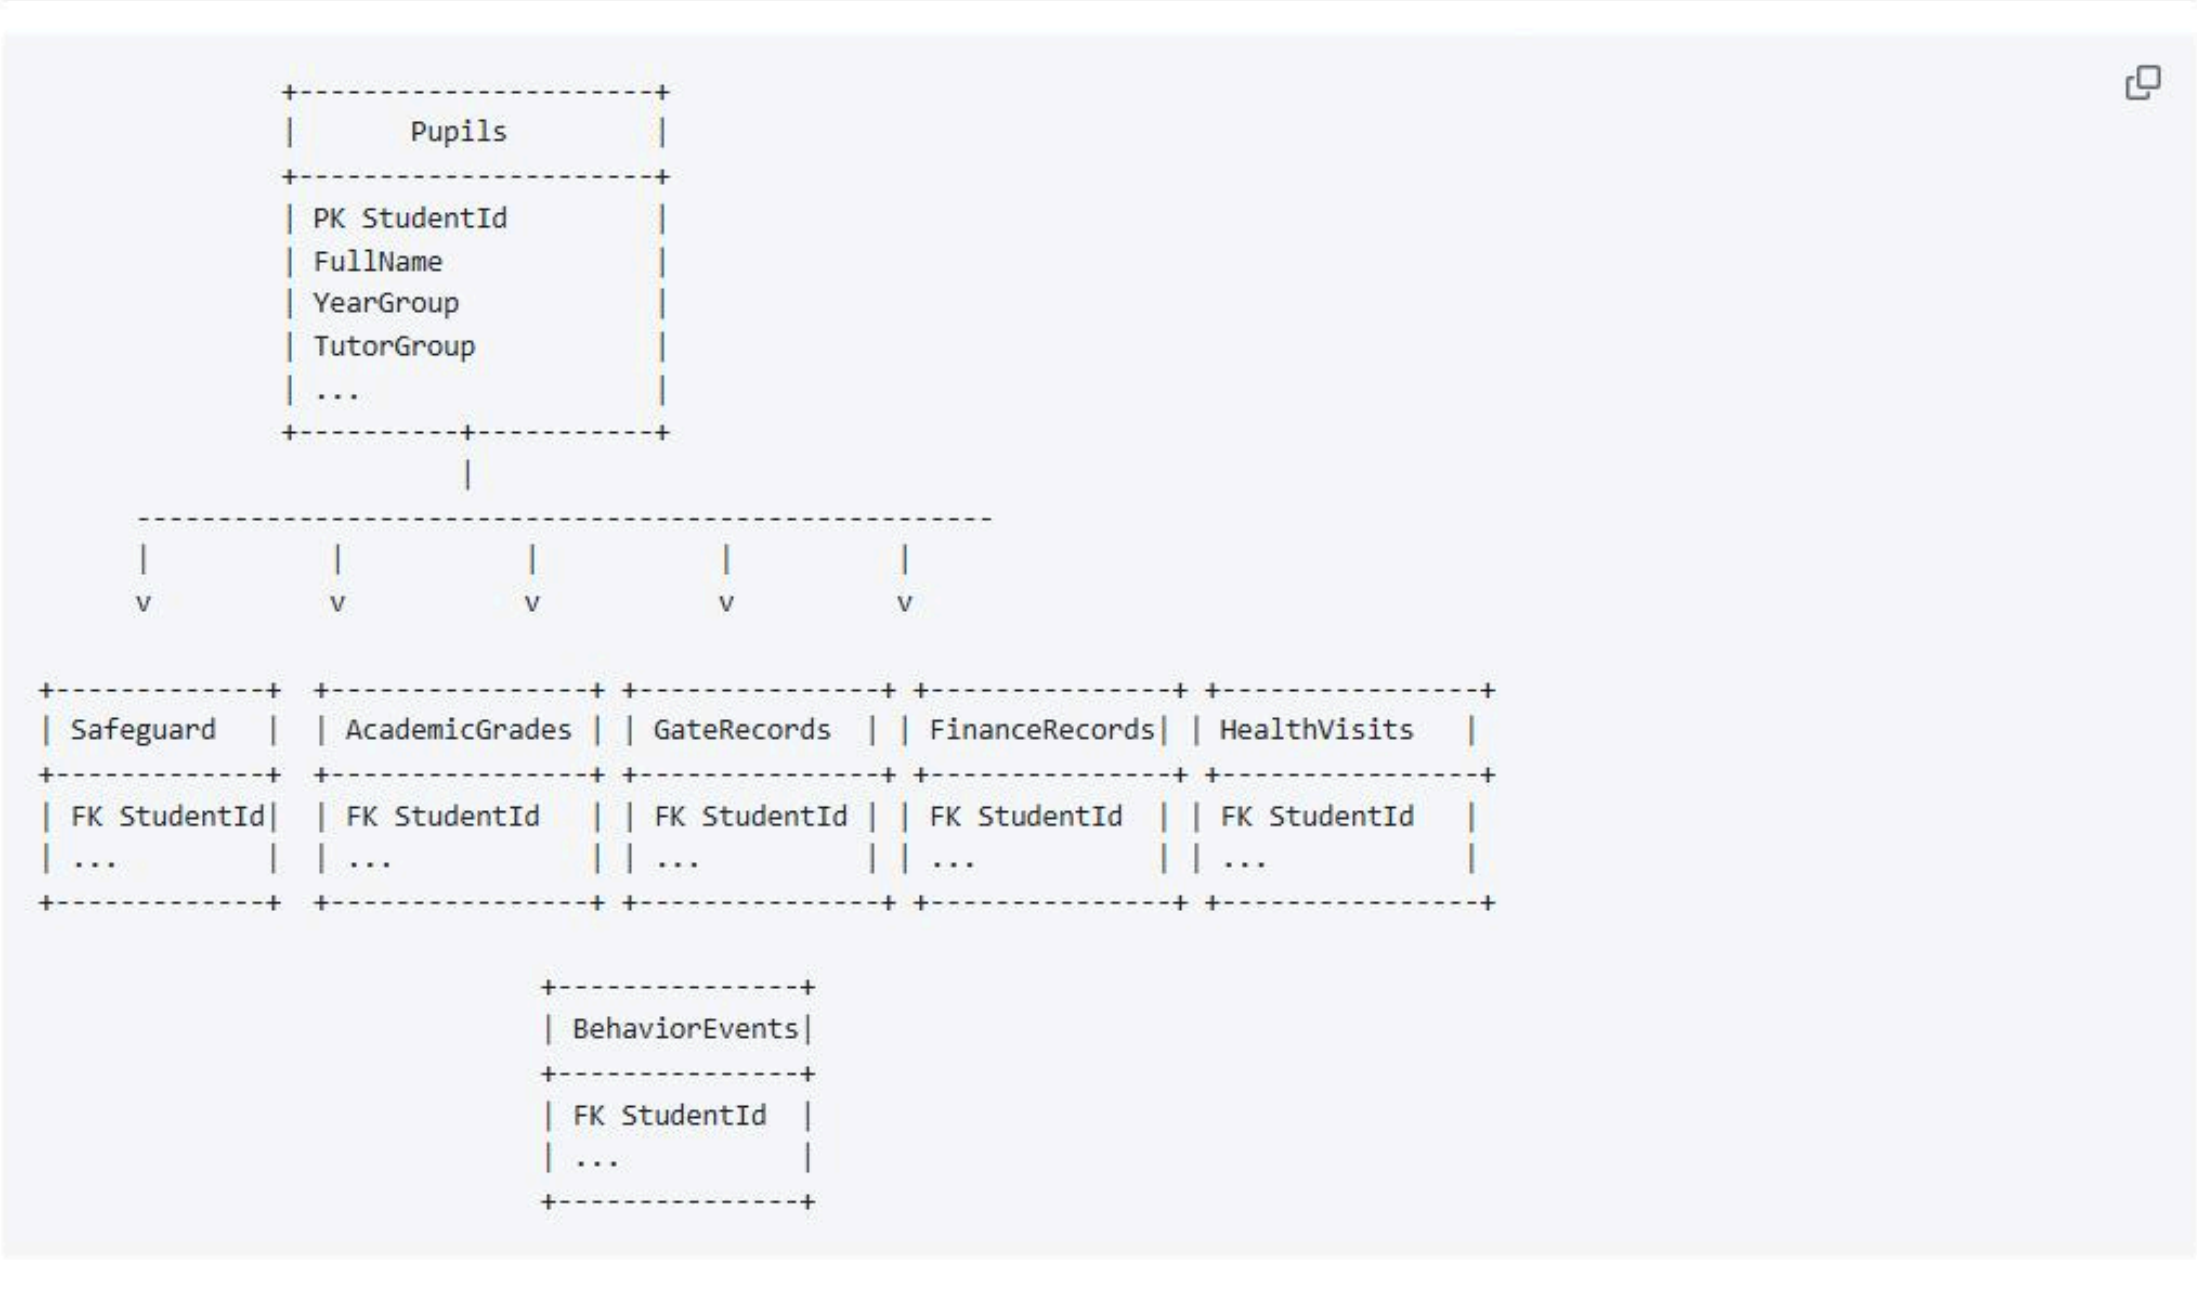 +----------------------+
|       Pupils         |
+----------------------+
| PK StudentId         |
| FullName             |
| YearGroup            |
| TutorGroup           |
| ...                  |
+----------+-----------+
|
-----------------------------------------------------
|           |           |           |          |
v           v           v           v          v
+-------------+  +----------------+ +---------------+ +---------------+ +----------------+
| Safeguard   |  | AcademicGrades | | GateRecords  | | FinanceRecords| | HealthVisits   |
+-------------+  +----------------+ +---------------+ +---------------+ +----------------+
| FK StudentId|  | FK StudentId   | | FK StudentId | | FK StudentId  | | FK StudentId   |
| ...         |  | ...            | | ...          | | ...           | | ...            |
+-------------+  +----------------+ +---------------+ +---------------+ +----------------+
+---------------+
| BehaviorEvents|
+---------------+
| FK StudentId  |
| ...           |
+---------------+